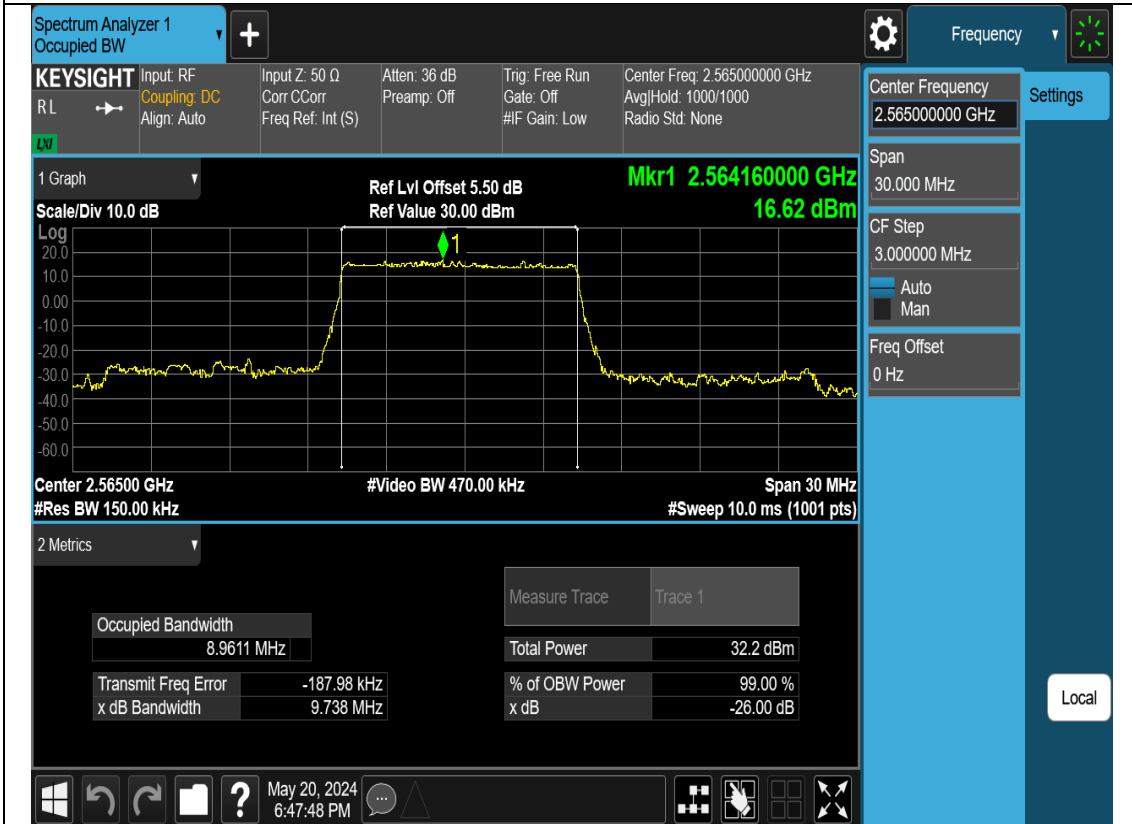 Spectrum Analyzer 1
Occupied BW
+
Frequency
KEYSIGHT
R L
LXI
Input: RF
Coupling: DC
Align: Auto
Input Z: 50 Ω
Corr CCorr
Freq Ref: Int (S)
Atten: 36 dB
Preamp: Off
Trig: Free Run
Gate: Off
#IF Gain: Low
Center Freq: 2.565000000 GHz
Avg|Hold: 1000/1000
Radio Std: None
Center Frequency
2.565000000 GHz
Settings
Span
30.000 MHz
CF Step
3.000000 MHz
Auto
Man
Freq Offset
0 Hz
Local
1 Graph
Scale/Div 10.0 dB
Ref Lvl Offset 5.50 dB
Ref Value 30.00 dBm
Mkr1 2.564160000 GHz
16.62 dBm
Log
1
20.0
10.0
0.00
-10.0
-20.0
-30.0
-40.0
-50.0
-60.0
Center 2.56500 GHz
#Video BW 470.00 kHz
Span 30 MHz
#Res BW 150.00 kHz
#Sweep 10.0 ms (1001 pts)
2 Metrics
Measure Trace Trace 1
Occupied Bandwidth
8.9611 MHz
Total Power 32.2 dBm
Transmit Freq Error -187.98 kHz
% of OBW Power 99.00 %
x dB Bandwidth 9.738 MHz
x dB -26.00 dB
?
May 20, 2024
6:47:48 PM